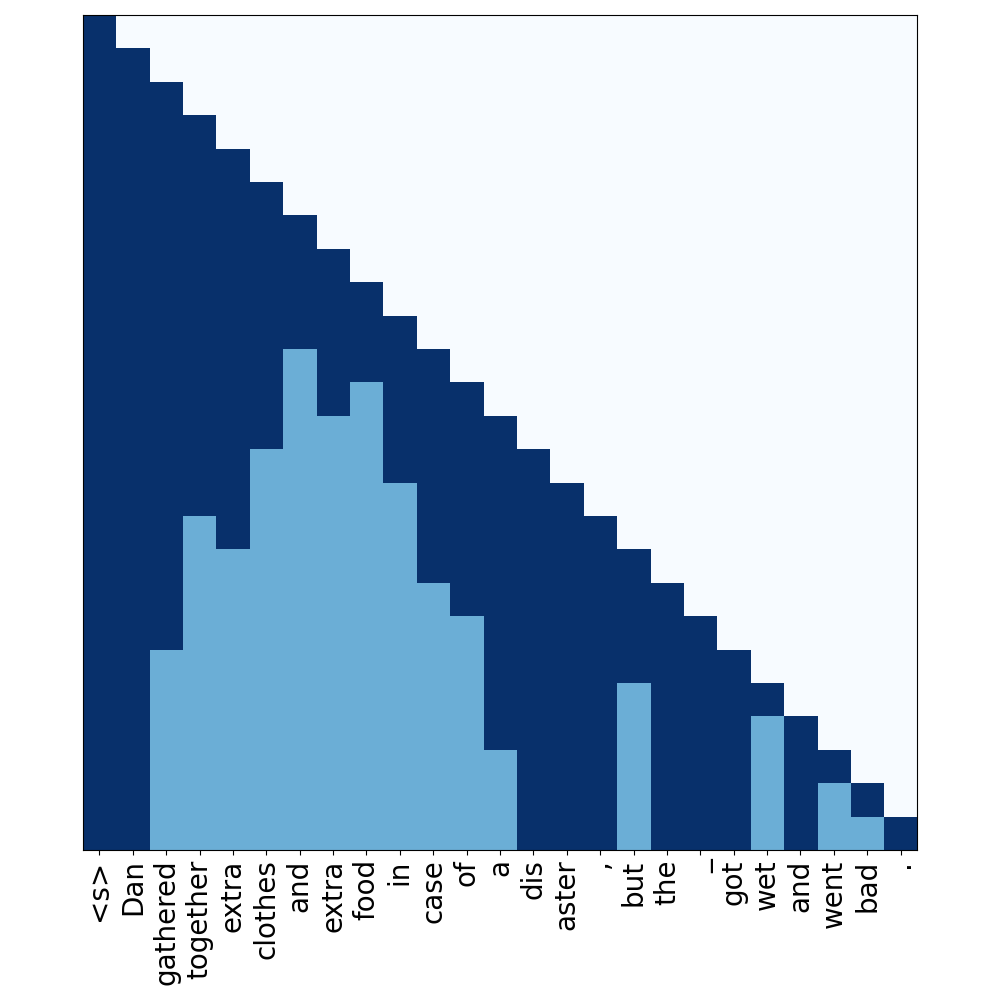 <s>
Dan
gathered
together
extra
clothes
and
extra
food
in
case
of
a
dis
aster
,
but
the
_
got
wet
and
went
bad
.